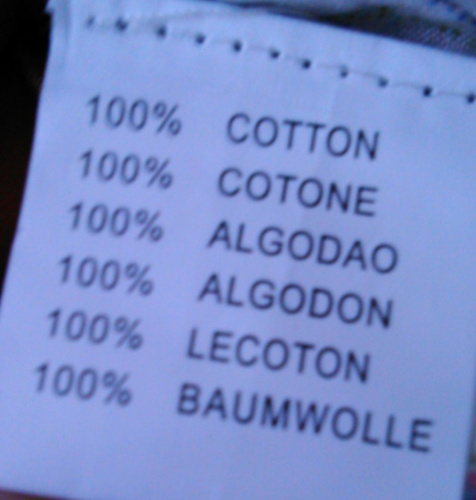 100% COTTON
100% COTONE
100% ALGODAO
100% ALGODON
100% LECOTON
100% BAUMWOLLE